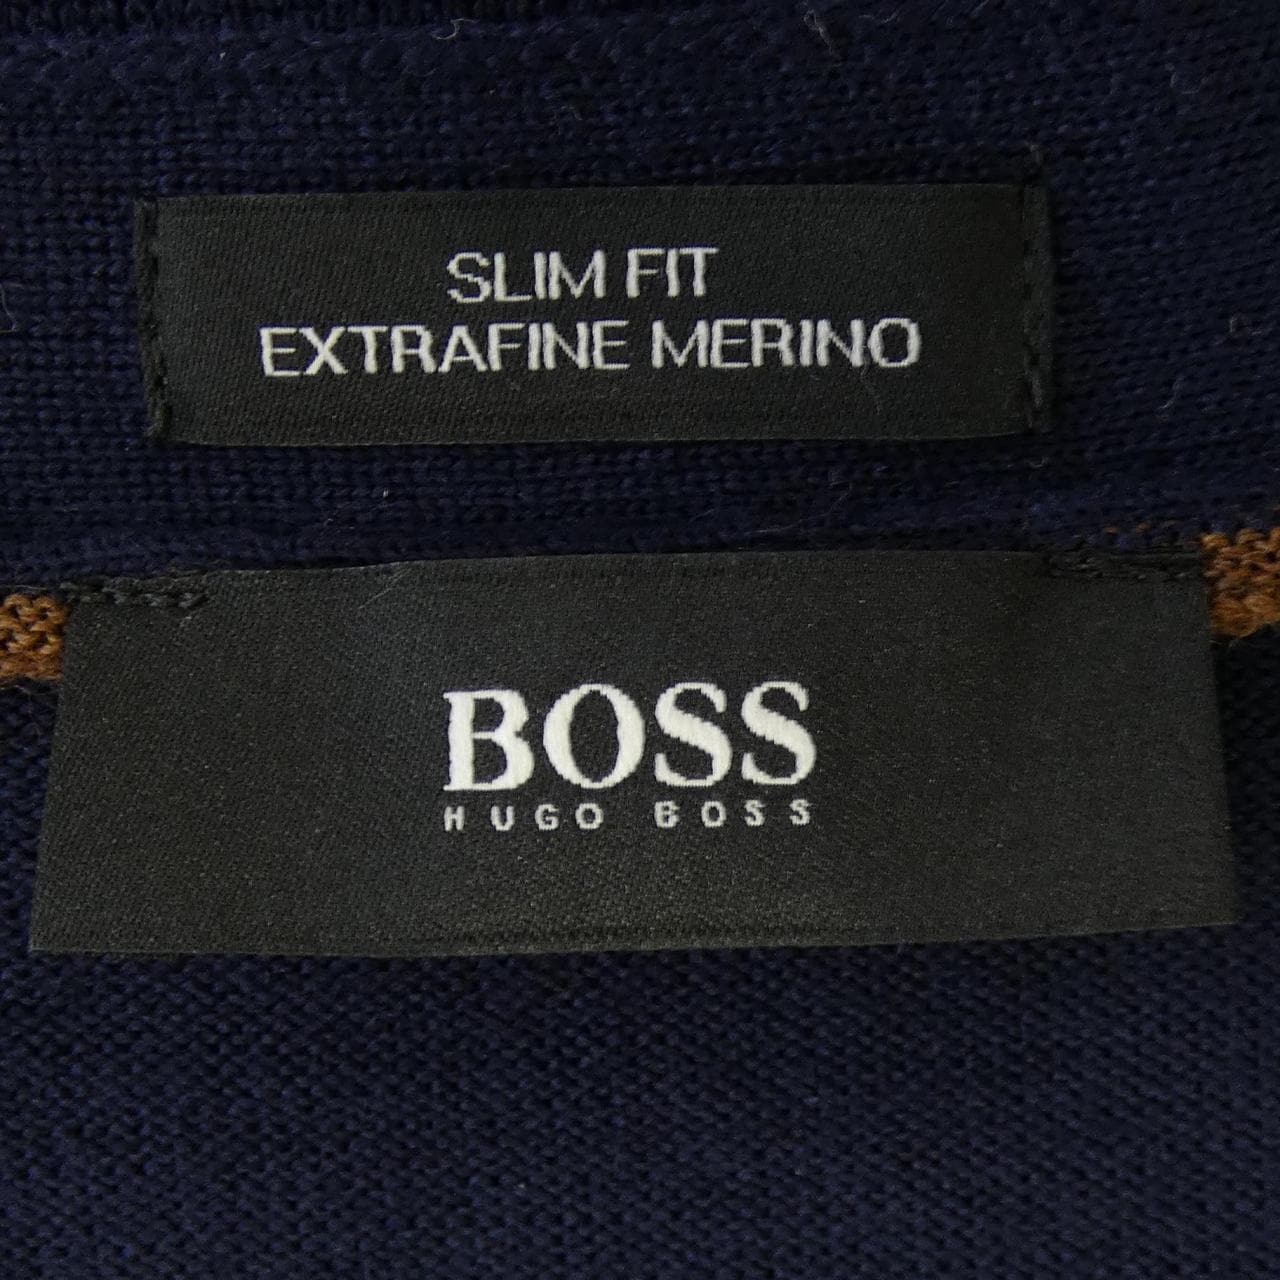 SLIM FIT
EXTRAFINE MERINO
BOSS
HUGO BOSS